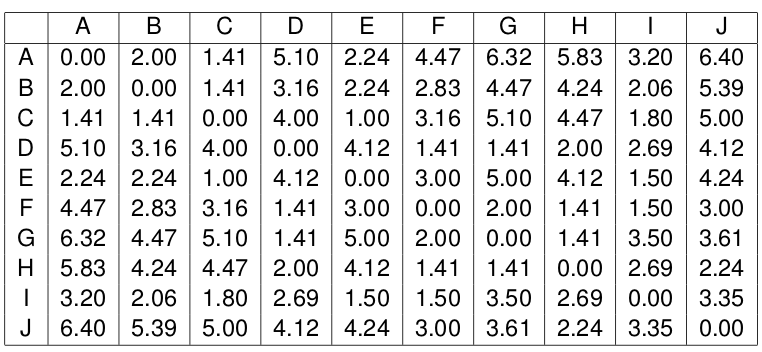 A B C D E F G H I J
A 0.00 2.00 1.41 5.10 2.24 4.47 6.32 5.83 3.20 6.40
B 2.00 0.00 1.41 3.16 2.24 2.83 4.47 4.24 2.06 5.39
C 1.41 1.41 0.00 4.00 1.00 3.16 5.10 4.47 1.80 5.00
D 5.10 3.16 4.00 0.00 4.12 1.41 1.41 2.00 2.69 4.12
E 2.24 2.24 1.00 4.12 0.00 3.00 5.00 4.12 1.50 4.24
F 4.47 2.83 3.16 1.41 3.00 0.00 2.00 1.41 1.50 3.00
G 6.32 4.47 5.10 1.41 5.00 2.00 0.00 1.41 3.50 3.61
H 5.83 4.24 4.47 2.00 4.12 1.41 1.41 0.00 2.69 2.24
I 3.20 2.06 1.80 2.69 1.50 1.50 3.50 2.69 0.00 3.35
J 6.40 5.39 5.00 4.12 4.24 3.00 3.61 2.24 3.35 0.00